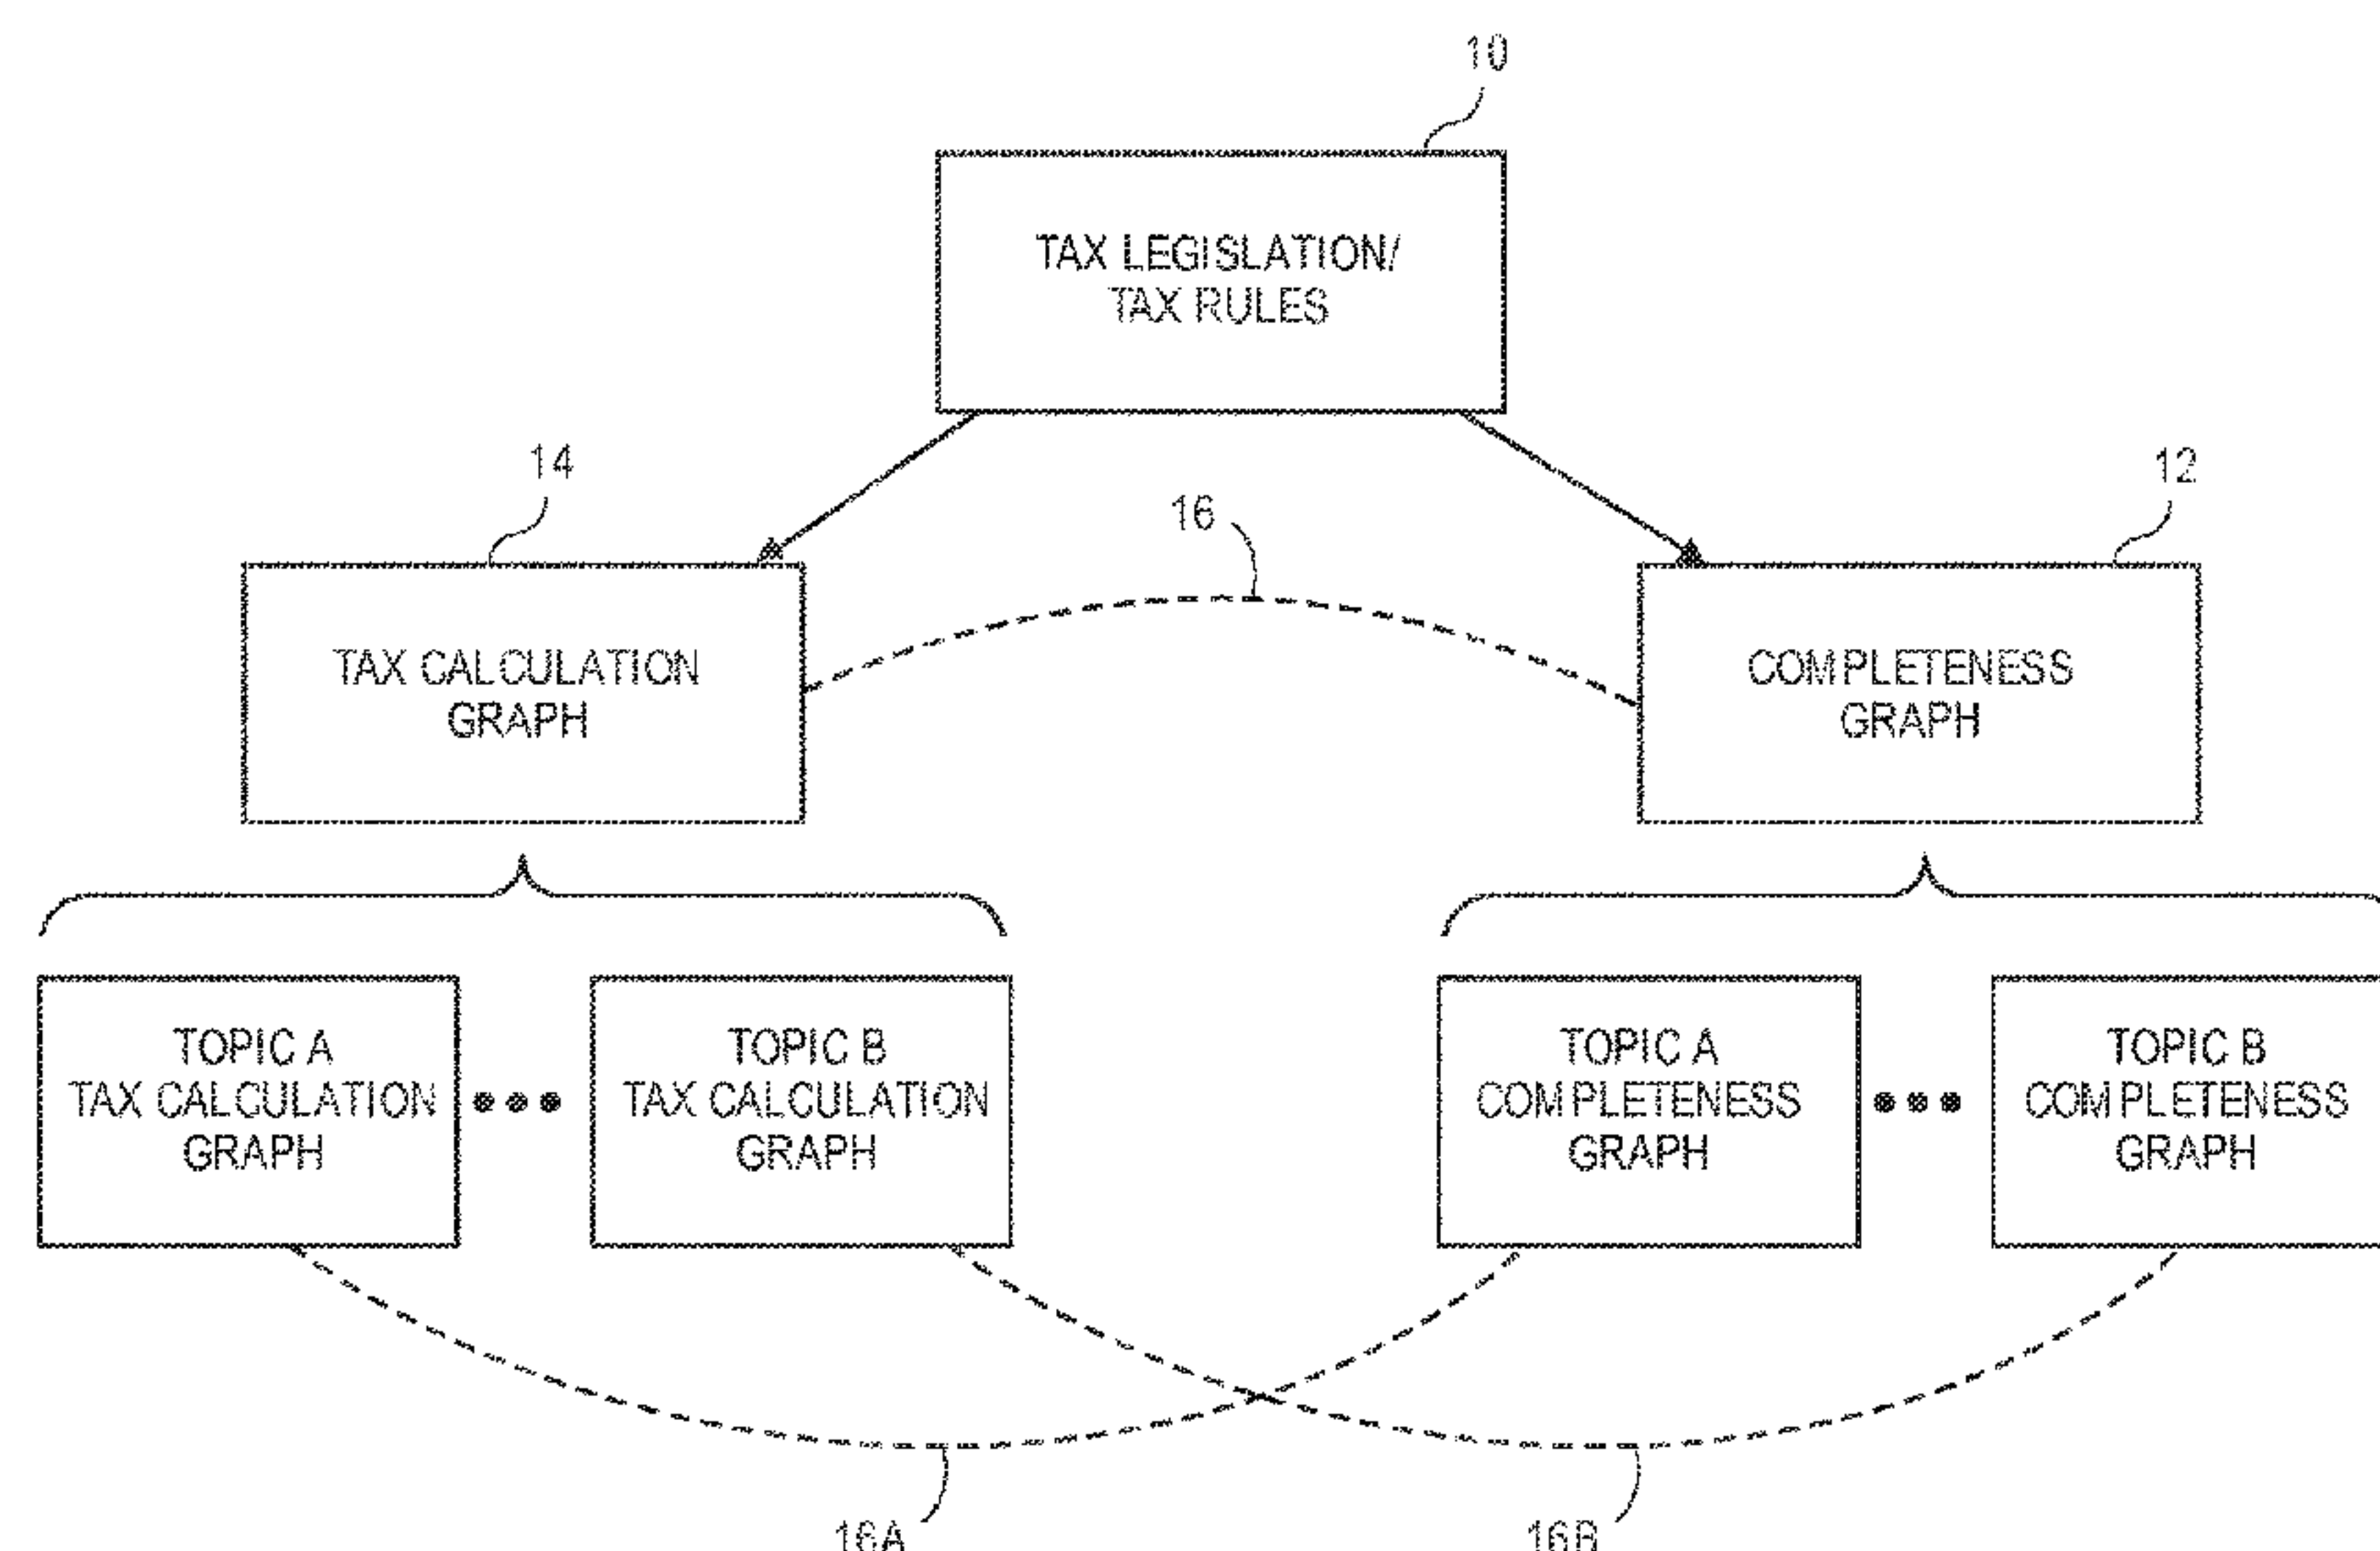 10
TAX LEGISLATION/
TAX RULES
14
16
12
TAX CALCULATION
GRAPH
COMPLETENESS
GRAPH
TOPIC A
TAX CALCULATION
GRAPH
TOPIC B
TAX CALCULATION
GRAPH
TOPIC A
COMPLETENESS
GRAPH
TOPIC B
COMPLETENESS
GRAPH
16A
16B